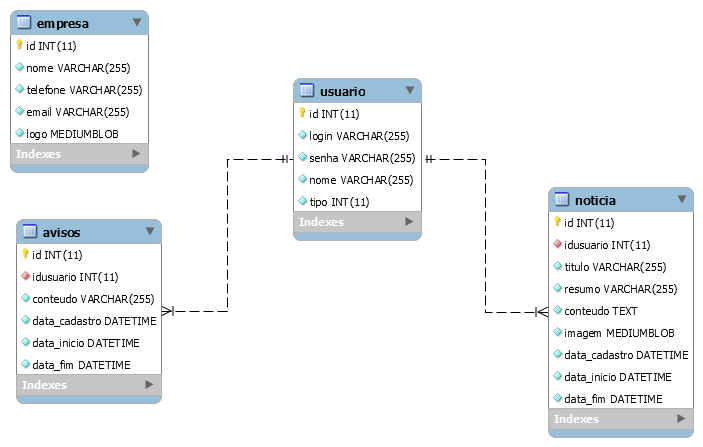 empresa
id INT(11)
nome VARCHAR(255)
telefone VARCHAR(255)
email VARCHAR(255)
logo MEDIUMBLOB
Indexes
usuario
id INT(11)
login VARCHAR(255)
senha VARCHAR(255)
nome VARCHAR(255)
tipo INT(11)
Indexes
avisos
id INT(11)
idusuario INT(11)
conteudo VARCHAR(255)
data_cadastro DATETIME
data_inicio DATETIME
data_fim DATETIME
Indexes
noticia
id INT(11)
idusuario INT(11)
titulo VARCHAR(255)
resumo VARCHAR(255)
conteudo TEXT
imagem MEDIUMBLOB
data_cadastro DATETIME
data_inicio DATETIME
data_fim DATETIME
Indexes